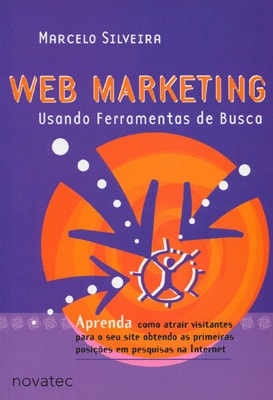 MARCELO SILVEIRA
WEB MARKETING
Usando Ferramentas de Busca
Aprenda como atrair visitantes
para o seu site obtendo as primeiras
posições em pesquisas na Internet
novatec